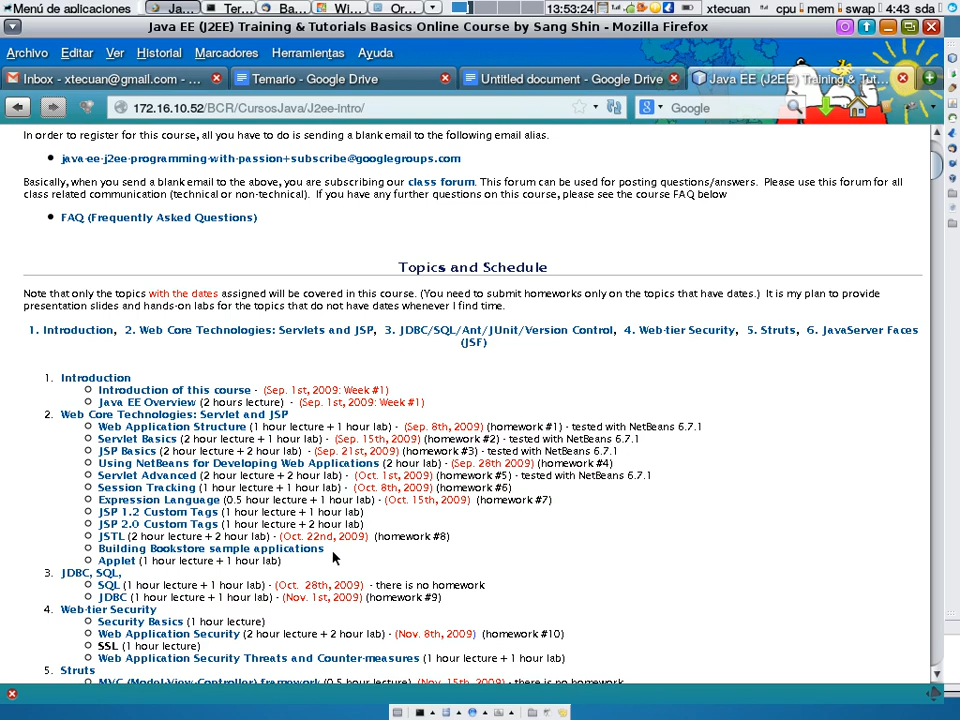 Menú de aplicaciones Ja... Ter... Ba... Wi... Or... 13:53:24 xtecuan cpu mem swap 4:43 sda
Java EE (J2EE) Training & Tutorials Basics Online Course by Sang Shin - Mozilla Firefox
Archivo Editar Ver Historial Marcadores Herramientas Ayuda
Inbox - xtecuan@gmail.com - ... Temario - Google Drive Untitled document - Google Drive Java EE (J2EE) Training & Tut...
172.16.10.52/BCR/CursosJava/J2ee-Intro/ Google
In order to register for this course, all you have to do is sending a blank email to the following email alias.
java-ee-j2ee-programming-with-passion+subscribe@googlegroups.com
Basically, when you send a blank email to the above, you are subscribing our class forum. This forum can be used for posting questions/answers. Please use this forum for all
class related communication (technical or non-technical). If you have any further questions on this course, please see the course FAQ below
FAQ (Frequently Asked Questions)
Topics and Schedule
Note that only the topics with the dates assigned will be covered in this course. (You need to submit homeworks only on the topics that have dates.) It is my plan to provide
presentation slides and hands-on labs for the topics that do not have dates whenever I find time.
1. Introduction, 2. Web Core Technologies: Servlets and JSP, 3. JDBC/SQL/Ant/JUnit/Version Control, 4. Web-tier Security, 5. Struts, 6. JavaServer Faces
(JSF)
1. Introduction
Introduction of this course - (Sep. 1st, 2009: Week #1)
Java EE Overview (2 hours lecture) - (Sep. 1st, 2009: Week #1)
2. Web Core Technologies: Servlet and JSP
Web Application Structure (1 hour lecture + 1 hour lab) - (Sep. 8th, 2009) (homework #1) - tested with NetBeans 6.7.1
Servlet Basics (2 hour lecture + 1 hour lab) - (Sep. 15th, 2009) (homework #2) - tested with NetBeans 6.7.1
JSP Basics (2 hour lecture + 2 hour lab) - (Sep. 21st, 2009) (homework #3) - tested with NetBeans 6.7.1
Using NetBeans for Developing Web Applications (2 hour lab) - (Sep. 28th 2009) (homework #4)
Servlet Advanced (2 hour lecture + 2 hour lab) - (Oct. 1st, 2009) (homework #5) - tested with NetBeans 6.7.1
Session Tracking (1 hour lecture + 1 hour lab) - (Oct. 8th, 2009) (homework #6)
Expression Language (0.5 hour lecture + 1 hour lab) - (Oct. 15th, 2009) (homework #7)
JSP 1.2 Custom Tags (1 hour lecture + 1 hour lab)
JSP 2.0 Custom Tags (1 hour lecture + 2 hour lab)
JSTL (2 hour lecture + 2 hour lab) - (Oct. 22nd, 2009) (homework #8)
Building Bookstore sample applications
Applet (1 hour lecture + 1 hour lab)
3. JDBC, SQL,
SQL (1 hour lecture + 1 hour lab) - (Oct. 28th, 2009) - there is no homework
JDBC (1 hour lecture + 1 hour lab) - (Nov. 1st, 2009) (homework #9)
4. Web-tier Security
Security Basics (1 hour lecture)
Web Application Security (2 hour lecture + 2 hour lab) - (Nov. 8th, 2009) (homework #10)
SSL (1 hour lecture)
Web Application Security Threats and Counter-measures (1 hour lecture + 1 hour lab)
5. Struts
MVC (Model-View-Controller) framework (0.5 hour lecture) (Nov. 15th, 2009) - there is no homework